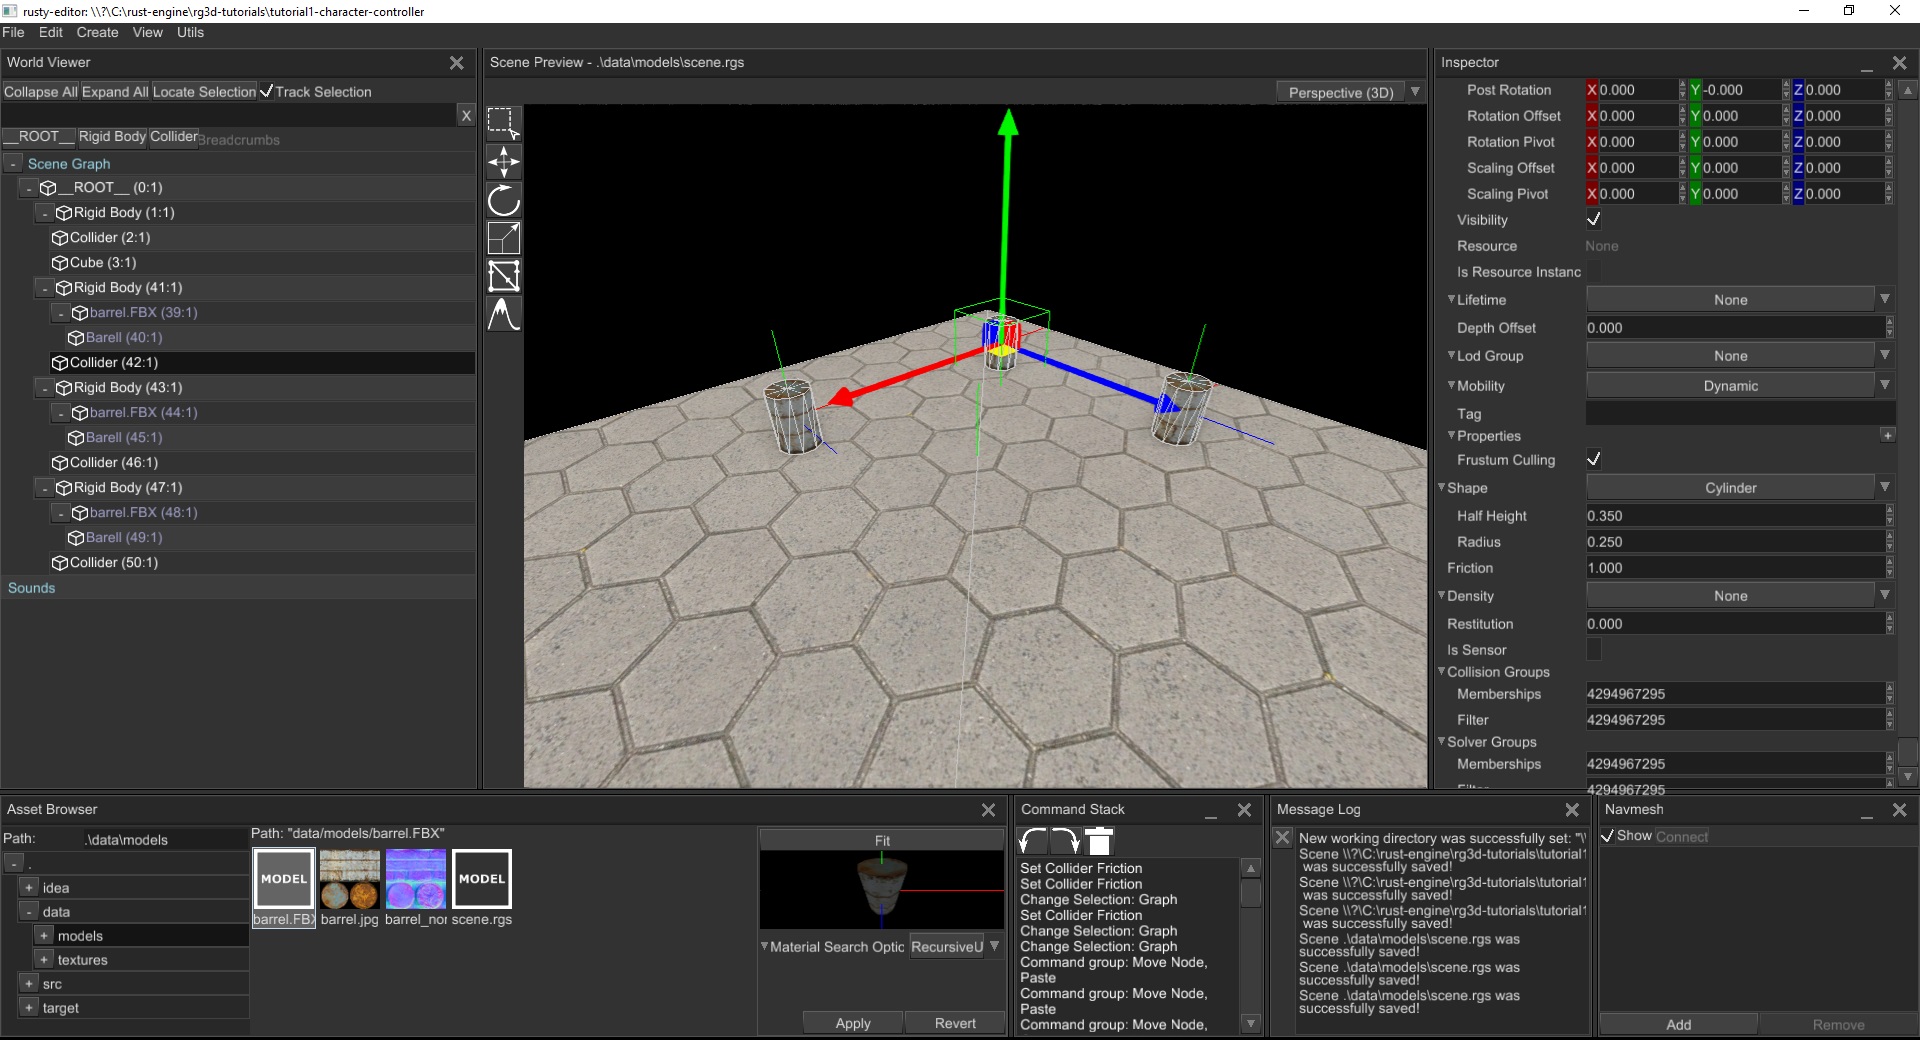 rusty-editor: \\?\C:\rust-engine\rg3d-tutorials\tutorial1-character-controller
File Edit Create View Utils
World Viewer
Collapse All Expand All Locate Selection Track Selection
X
__ROOT__ Rigid Body Collider Breadcrumbs
- Scene Graph
- __ROOT__ (0:1)
- Rigid Body (1:1)
Collider (2:1)
Cube (3:1)
- Rigid Body (41:1)
- barrel.FBX (39:1)
Barell (40:1)
Collider (42:1)
- Rigid Body (43:1)
- barrel.FBX (44:1)
Barell (45:1)
Collider (46:1)
- Rigid Body (47:1)
- barrel.FBX (48:1)
Barell (49:1)
Collider (50:1)
Sounds
Scene Preview - .\data\models\scene.rgs
Perspective (3D)
Inspector
Post Rotation X 0.000 Y -0.000 Z 0.000
Rotation Offset X 0.000 Y 0.000 Z 0.000
Rotation Pivot X 0.000 Y 0.000 Z 0.000
Scaling Offset X 0.000 Y 0.000 Z 0.000
Scaling Pivot X 0.000 Y 0.000 Z 0.000
Visibility
Resource None
Is Resource Instanc
Lifetime None
Depth Offset 0.000
Lod Group None
Mobility Dynamic
Tag
Properties +
Frustum Culling
Shape Cylinder
Half Height 0.350
Radius 0.250
Friction 1.000
Density None
Restitution 0.000
Is Sensor
Collision Groups
Memberships 4294967295
Filter 4294967295
Solver Groups
Memberships 4294967295
Filter 4294967295
Asset Browser
Path: .\data\models
- .
+ idea
- data
+ models
+ textures
+ src
+ target
Path: "data/models/barrel.FBX"
MODEL MODEL
barrel.FBX barrel.jpg barrel_nor scene.rgs
Fit
Material Search Optic RecursiveU
Apply Revert
Command Stack
Set Collider Friction
Set Collider Friction
Change Selection: Graph
Set Collider Friction
Change Selection: Graph
Change Selection: Graph
Command group: Move Node,
Paste
Command group: Move Node,
Paste
Command group: Move Node,
Message Log
New working directory was successfully set: "\\
Scene \\?\C:\rust-engine\rg3d-tutorials\tutorial1
was successfully saved!
Scene \\?\C:\rust-engine\rg3d-tutorials\tutorial1
was successfully saved!
Scene \\?\C:\rust-engine\rg3d-tutorials\tutorial1
was successfully saved!
Scene .\data\models\scene.rgs was
successfully saved!
Scene .\data\models\scene.rgs was
successfully saved!
Scene .\data\models\scene.rgs was
successfully saved!
Navmesh
Show Connect
Add Remove